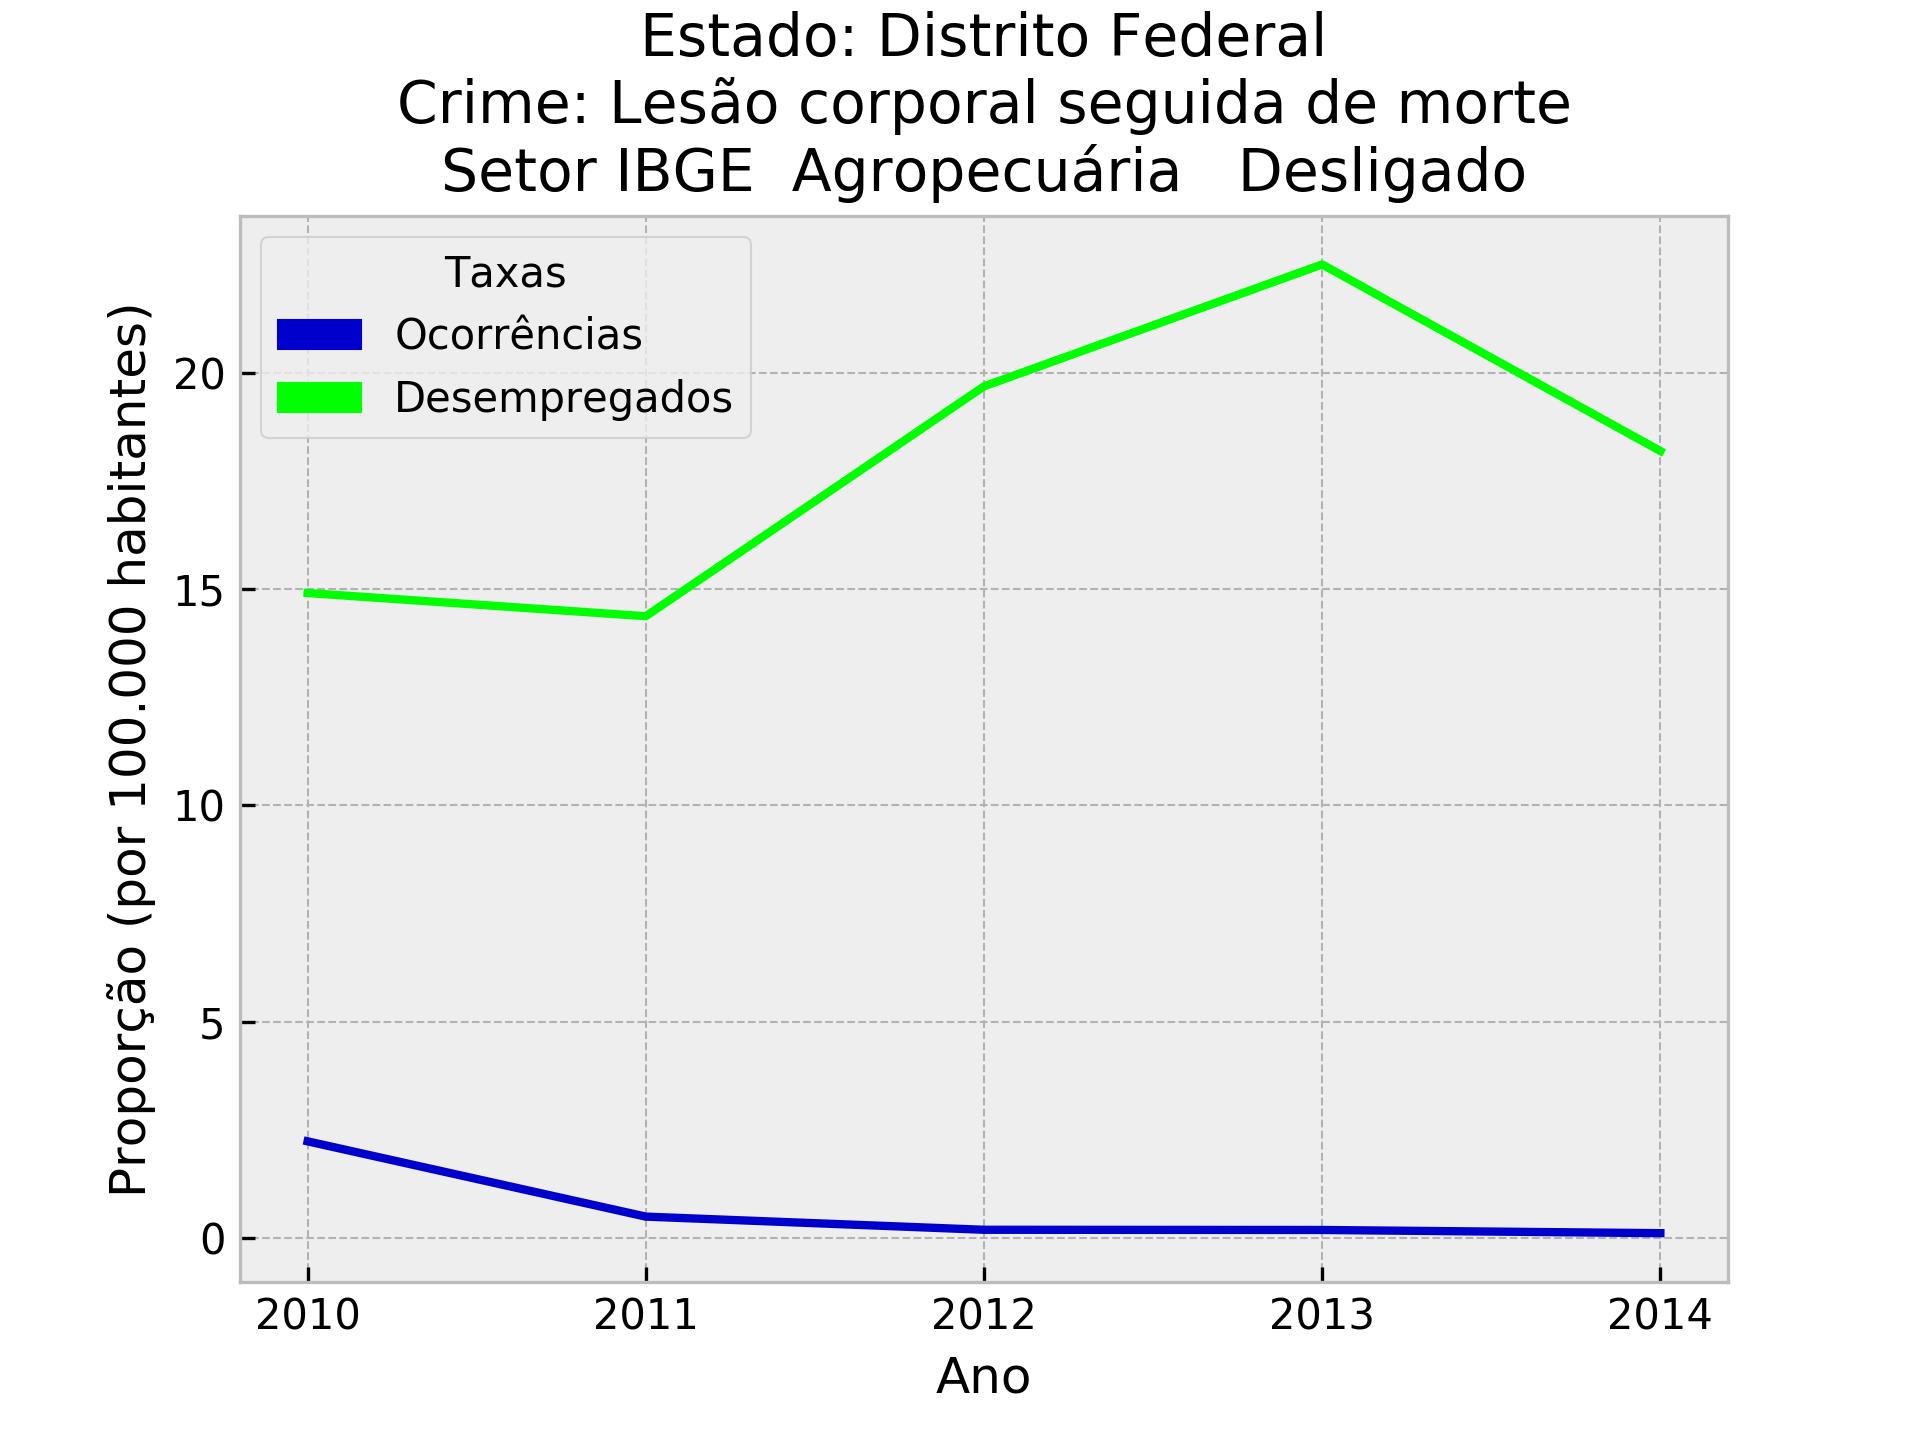 Estado: Distrito Federal
Crime: Lesão corporal seguida de morte
Setor IBGE  Agropecuária   Desligado
Taxas
Ocorrências
Desempregados
Proporção (por 100.000 habitantes)
20
15
10
5
0
2010
2011
2012
2013
2014
Ano